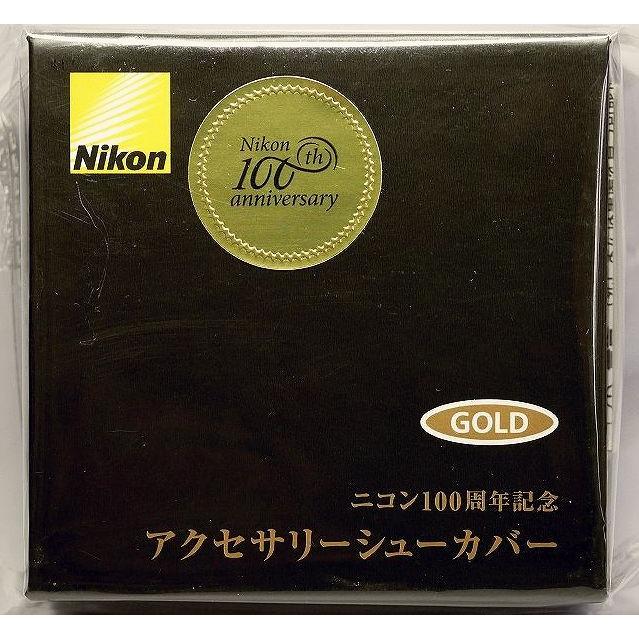 Nikon
Nikon
100th
anniversary
GOLD
ニコン100周年記念
アクセサリーシューカバー